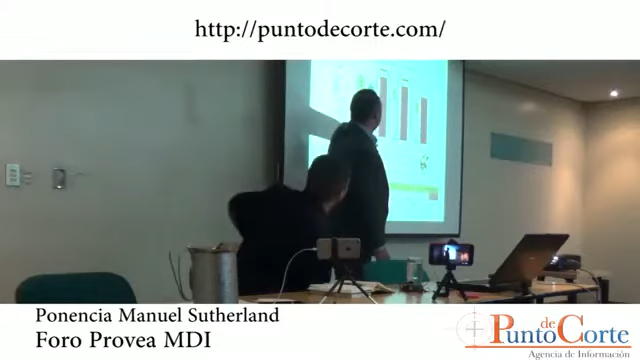 http://puntodecorte.com/
Ponencia Manuel Sutherland
Foro Provea MDI
Punto de Corte
Agencia de Información